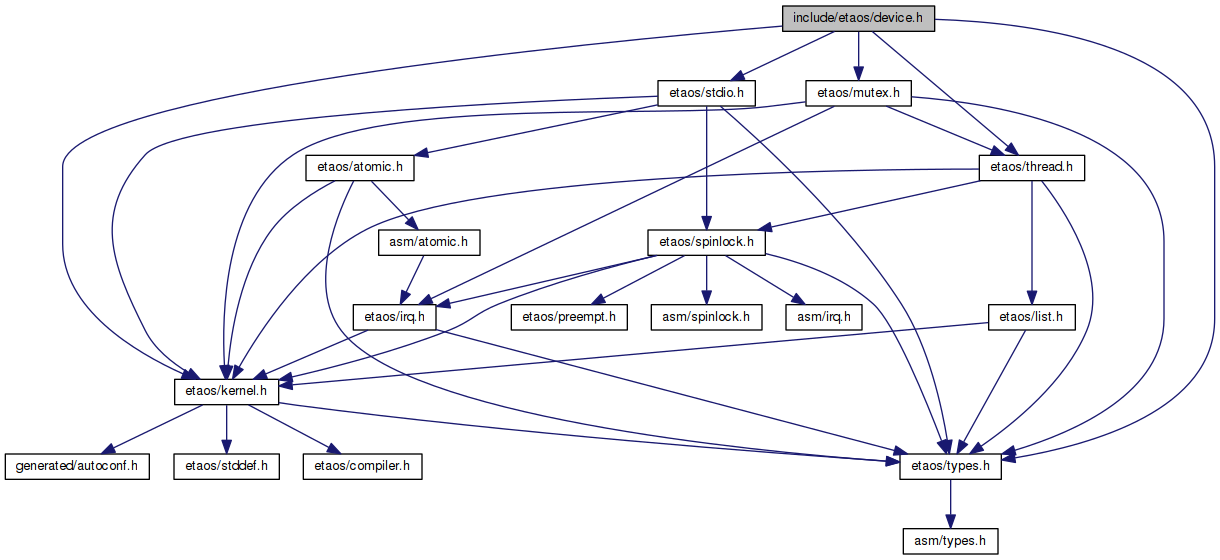 include/etaos/device.h
etaos/stdio.h
etaos/mutex.h
etaos/atomic.h
etaos/thread.h
asm/atomic.h
etaos/spinlock.h
etaos/irq.h
etaos/preempt.h
asm/spinlock.h
asm/irq.h
etaos/list.h
etaos/kernel.h
generated/autoconf.h
etaos/stddef.h
etaos/compiler.h
etaos/types.h
asm/types.h